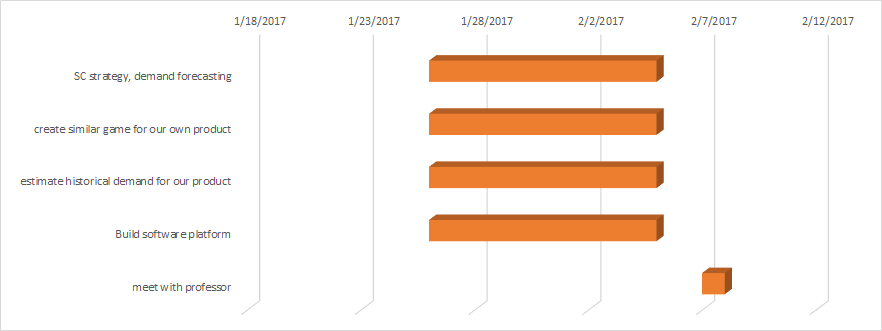 1/18/2017 1/23/2017 1/28/2017 2/2/2017 2/7/2017 2/12/2017
SC strategy, demand forecasting
create similar game for our own product
estimate historical demand for our product
Build software platform
meet with professor